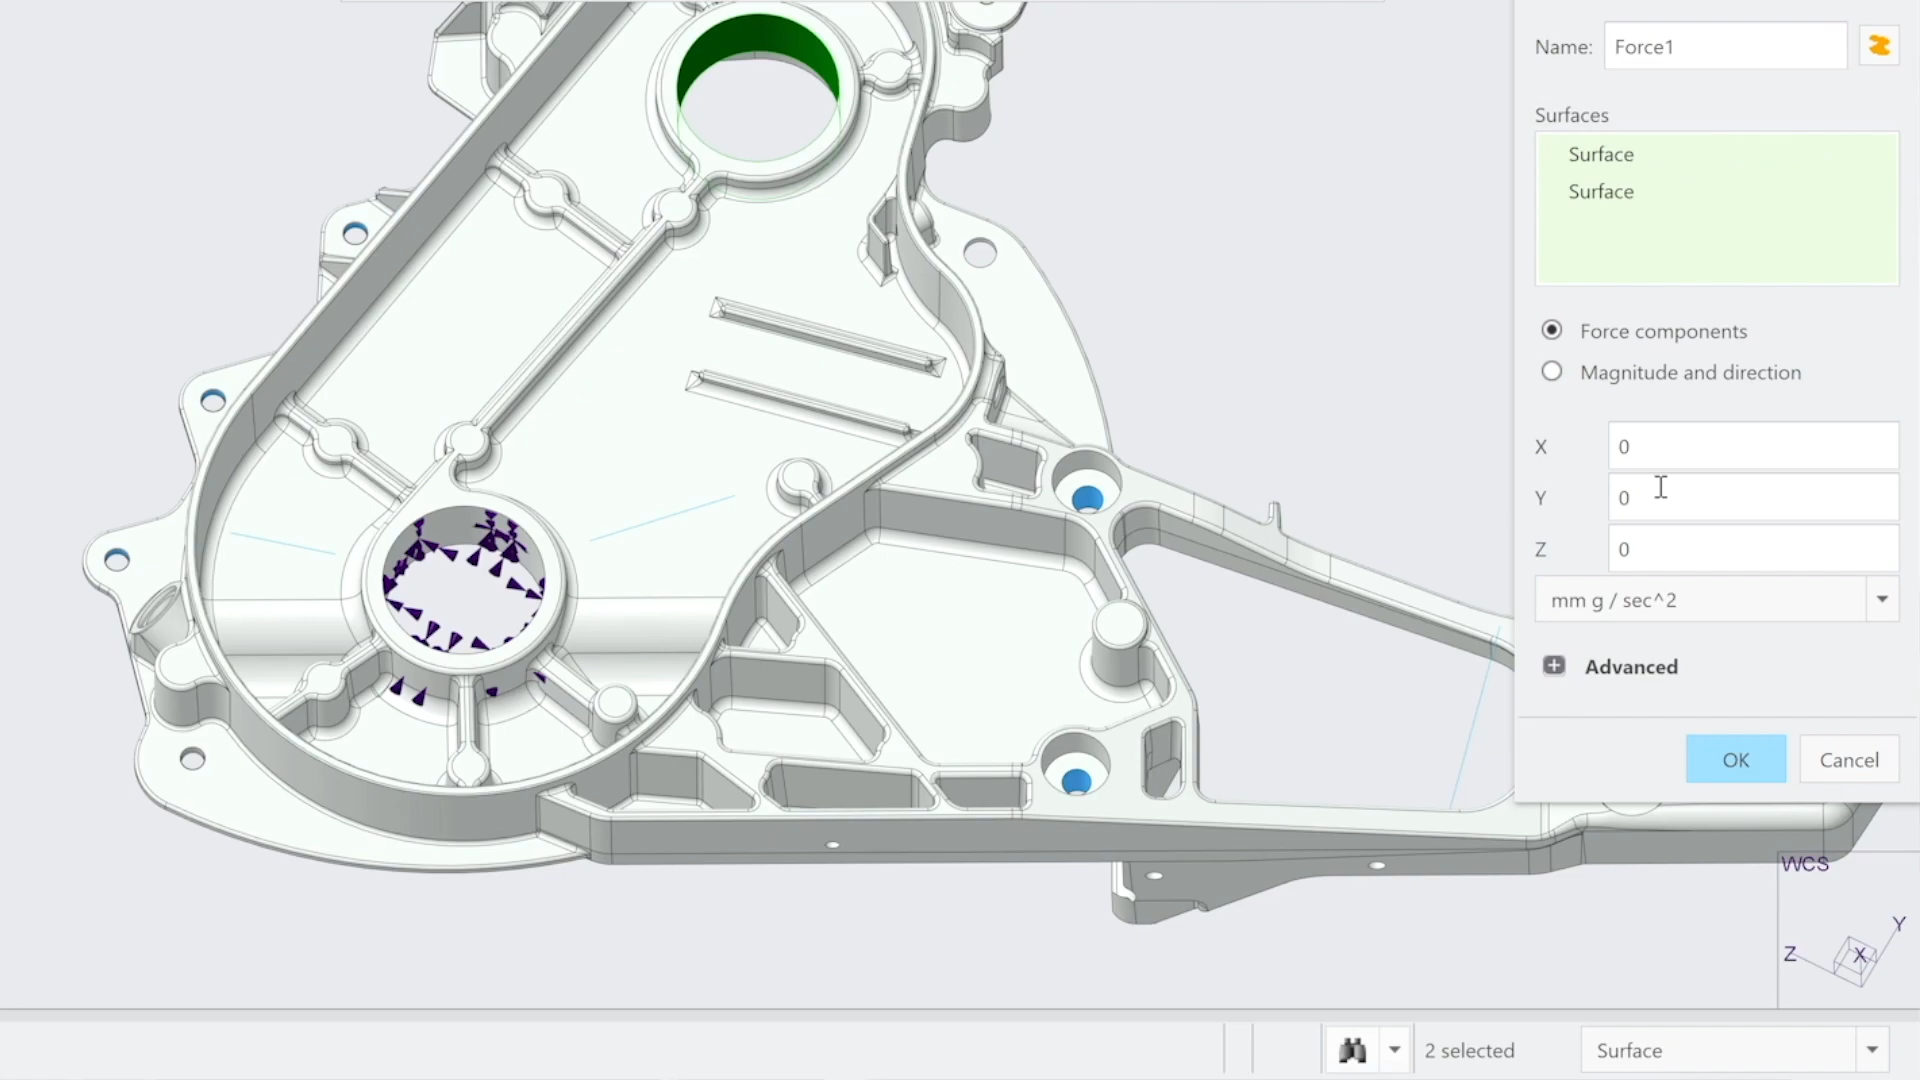 Name: Force1
Surfaces
Surface
Surface
Force components
Magnitude and direction
X 0
Y 0
Z 0
mm g / sec^2
Advanced
OK Cancel
WCS
Y
Z X
2 selected Surface